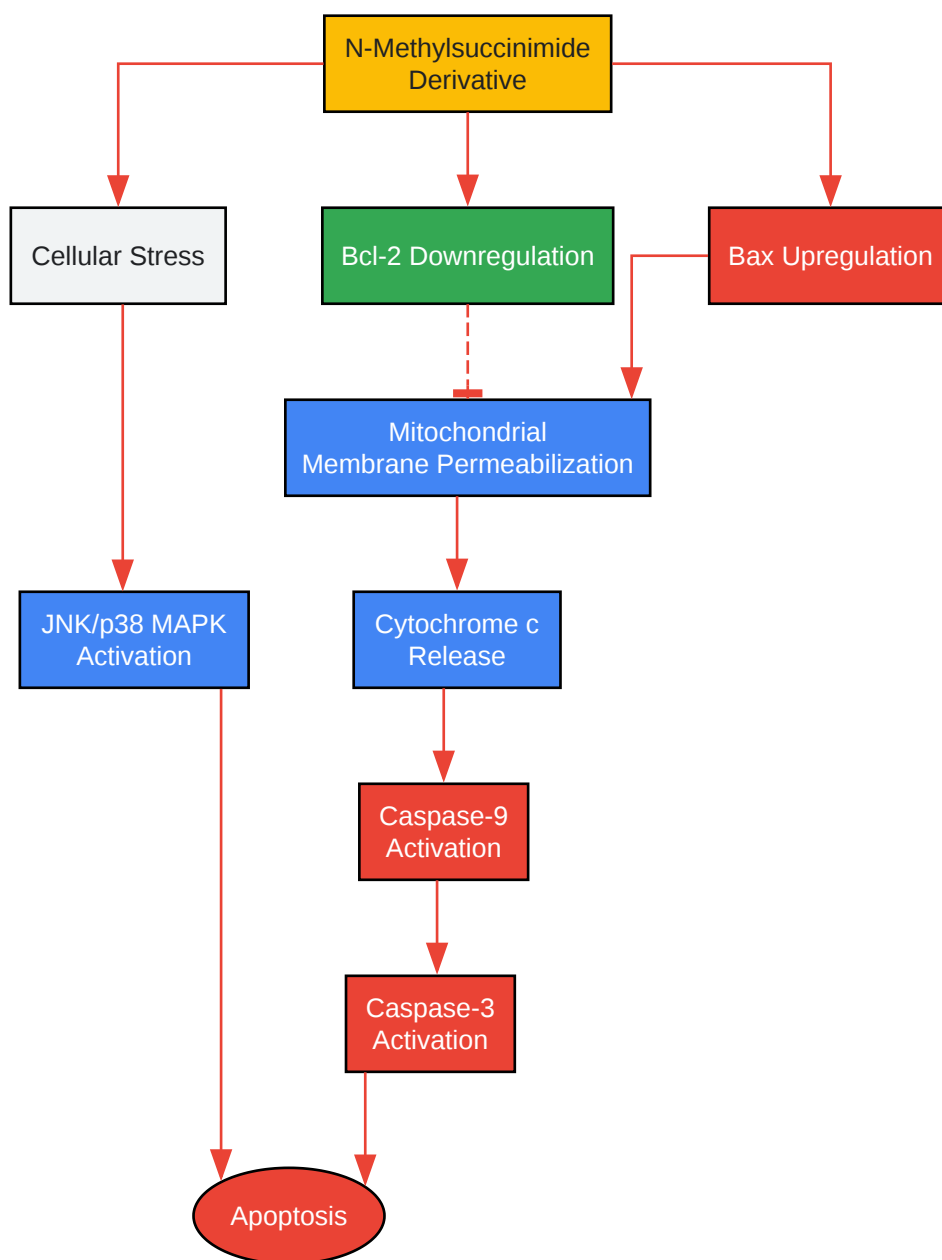 N-Methylsuccinimide
Derivative
Cellular Stress
Bcl-2 Downregulation
Bax Upregulation
Mitochondrial
Membrane Permeabilization
JNK/p38 MAPK
Activation
Cytochrome c
Release
Caspase-9
Activation
Caspase-3
Activation
Apoptosis